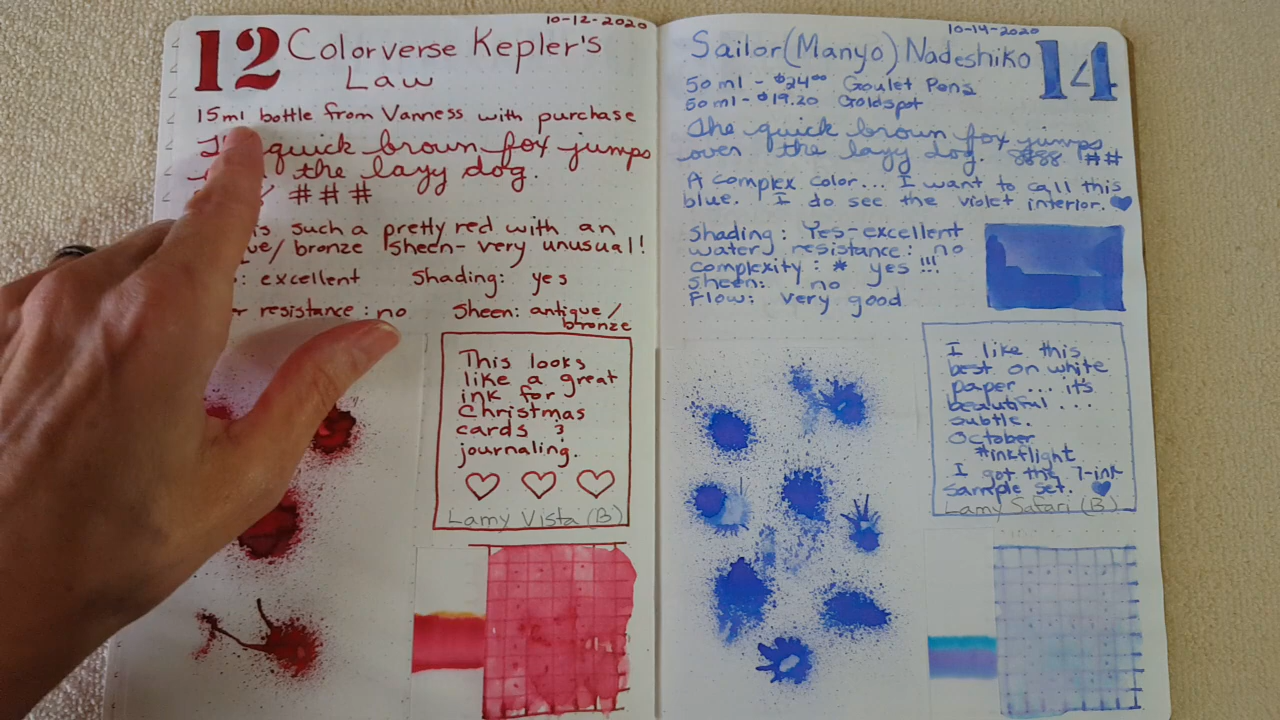 10-12-2020
12 Colorverse Kepler's
Law
15ml bottle from Vanness with purchase
quick brown fox jumps
the lazy dog.
# # #
such a pretty red with an
/ bronze sheen- very unusual!
: excellent Shading: yes
resistance : no Sheen: antique/
bronze
This looks
like a great
ink for
Christmas
cards &
journaling.
♡ ♡ ♡
Lamy Vista (B)
10-14-2020
Sailor (Manyo) Nadeshiko 14
50 ml - $24.00 Goulet Pens
50 ml - $19.20 Goldspot
The quick brown fox jumps
over the lazy dog. 8888 ##
A complex color... I want to call this
blue. I do see the violet interior. ♥
Shading: Yes-excellent
water resistance: no
complexity : * yes !!!
sheen: no
Flow: very good
I like this
best on white
paper ... it's
beautiful ...
subtle.
October
#inktflight
I got the 7-ink
sample set. ♥
Lamy Safari (B)